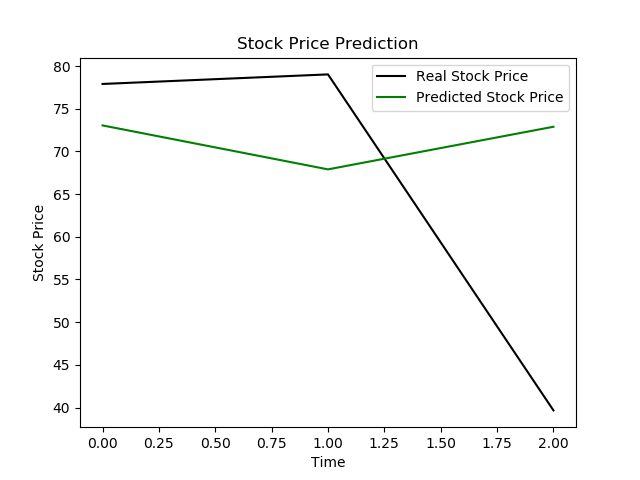 Stock Price Prediction
Real Stock Price
Predicted Stock Price
Stock Price
80
75
70
65
60
55
50
45
40
0.00 0.25 0.50 0.75 1.00 1.25 1.50 1.75 2.00
Time